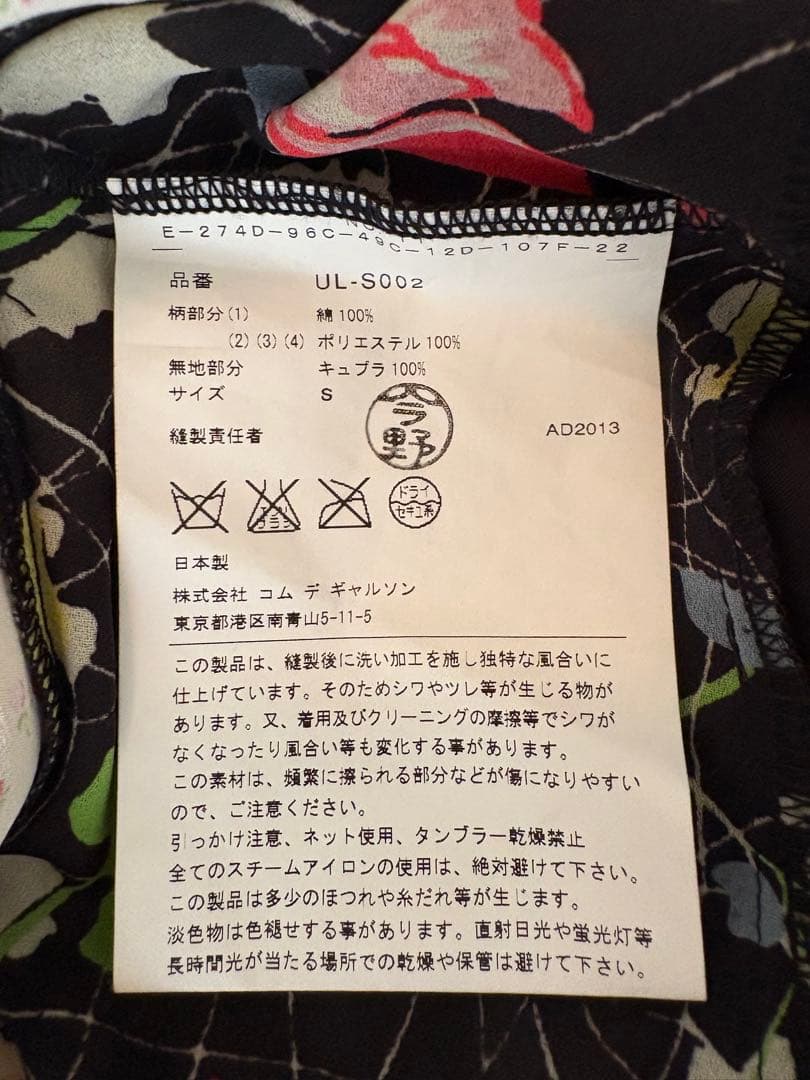 E-274D-96C-49C-12D-107F-22
品番 UL-S002
柄部分(1) 綿100%
(2)(3)(4) ポリエステル100%
無地部分 キュプラ100%
サイズ S
縫製責任者 今野 AD2013
エンソ サラシ ドライ セキユ系
日本製
株式会社 コム デ ギャルソン
東京都港区南青山5-11-5
この製品は、縫製後に洗い加工を施し独特な風合いに
仕上げています。そのためシワやツレ等が生じる物が
あります。又、着用及びクリーニングの摩擦等でシワが
なくなったり風合い等も変化する事があります。
この素材は、頻繁に擦られる部分などが傷になりやすい
ので、ご注意ください。
引っかけ注意、ネット使用、タンブラー乾燥禁止
全てのスチームアイロンの使用は、絶対避けて下さい。
この製品は多少のほつれや糸だれ等が生じます。
淡色物は色褪せする事があります。直射日光や蛍光灯等
長時間光が当たる場所での乾燥や保管は避けて下さい。